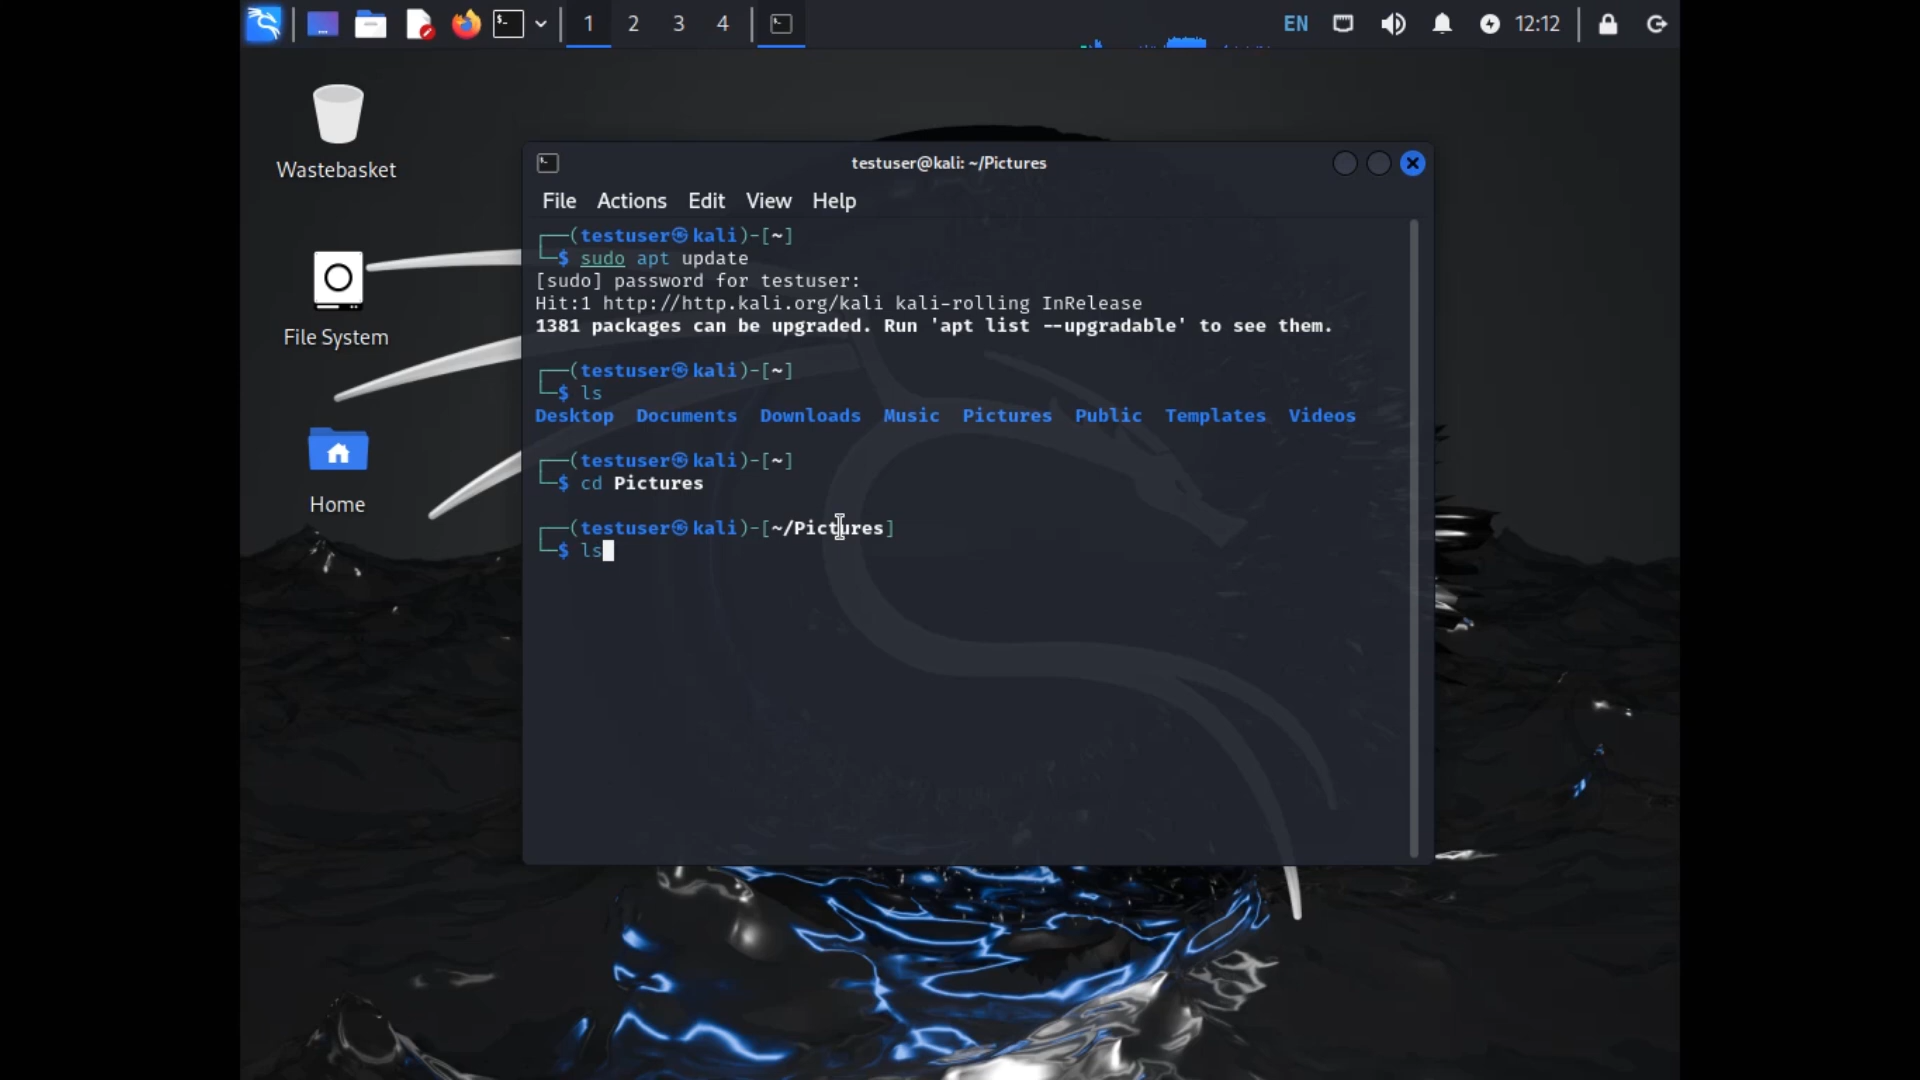 1 2 3 4
EN 12:12
Wastebasket
File System
Home
testuser@kali: ~/Pictures
File Actions Edit View Help
┌──(testuser㉿kali)-[~]
└─$ sudo apt update
[sudo] password for testuser:
Hit:1 http://http.kali.org/kali kali-rolling InRelease
1381 packages can be upgraded. Run 'apt list --upgradable' to see them.
┌──(testuser㉿kali)-[~]
└─$ ls
Desktop Documents Downloads Music Pictures Public Templates Videos
┌──(testuser㉿kali)-[~]
└─$ cd Pictures
┌──(testuser㉿kali)-[~/Pictures]
└─$ ls